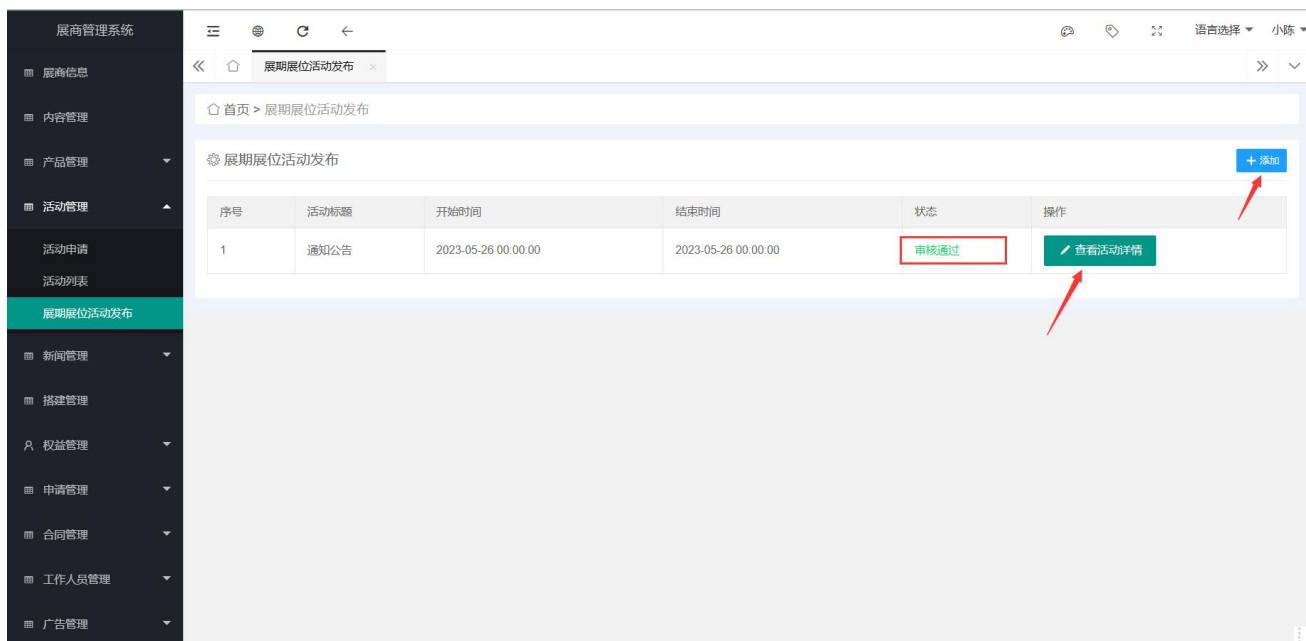 展商管理系统
语言选择 小陈
展期展位活动发布
首页 > 展期展位活动发布
展商信息
内容管理
产品管理
活动管理
活动申请
活动列表
展期展位活动发布
新闻管理
搭建管理
权益管理
申请管理
合同管理
工作人员管理
广告管理
展期展位活动发布
添加
序号 活动标题 开始时间 结束时间 状态 操作
1 通知公告 2023-05-26 00:00:00 2023-05-26 00:00:00 审核通过 查看活动详情